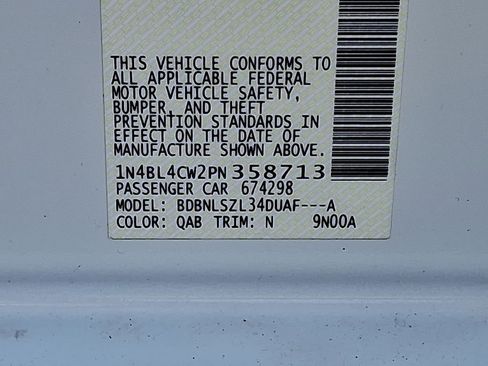 THIS VEHICLE CONFORMS TO
ALL APPLICABLE FEDERAL
MOTOR VEHICLE SAFETY,
BUMPER, AND THEFT
PREVENTION STANDARDS IN
EFFECT ON THE DATE OF
MANUFACTURE SHOWN ABOVE.
1N4BL4CW2PN358713
PASSENGER CAR 674298
MODEL: BDBNLSZL34DUAF---A
COLOR: QAB TRIM: N 9N00A